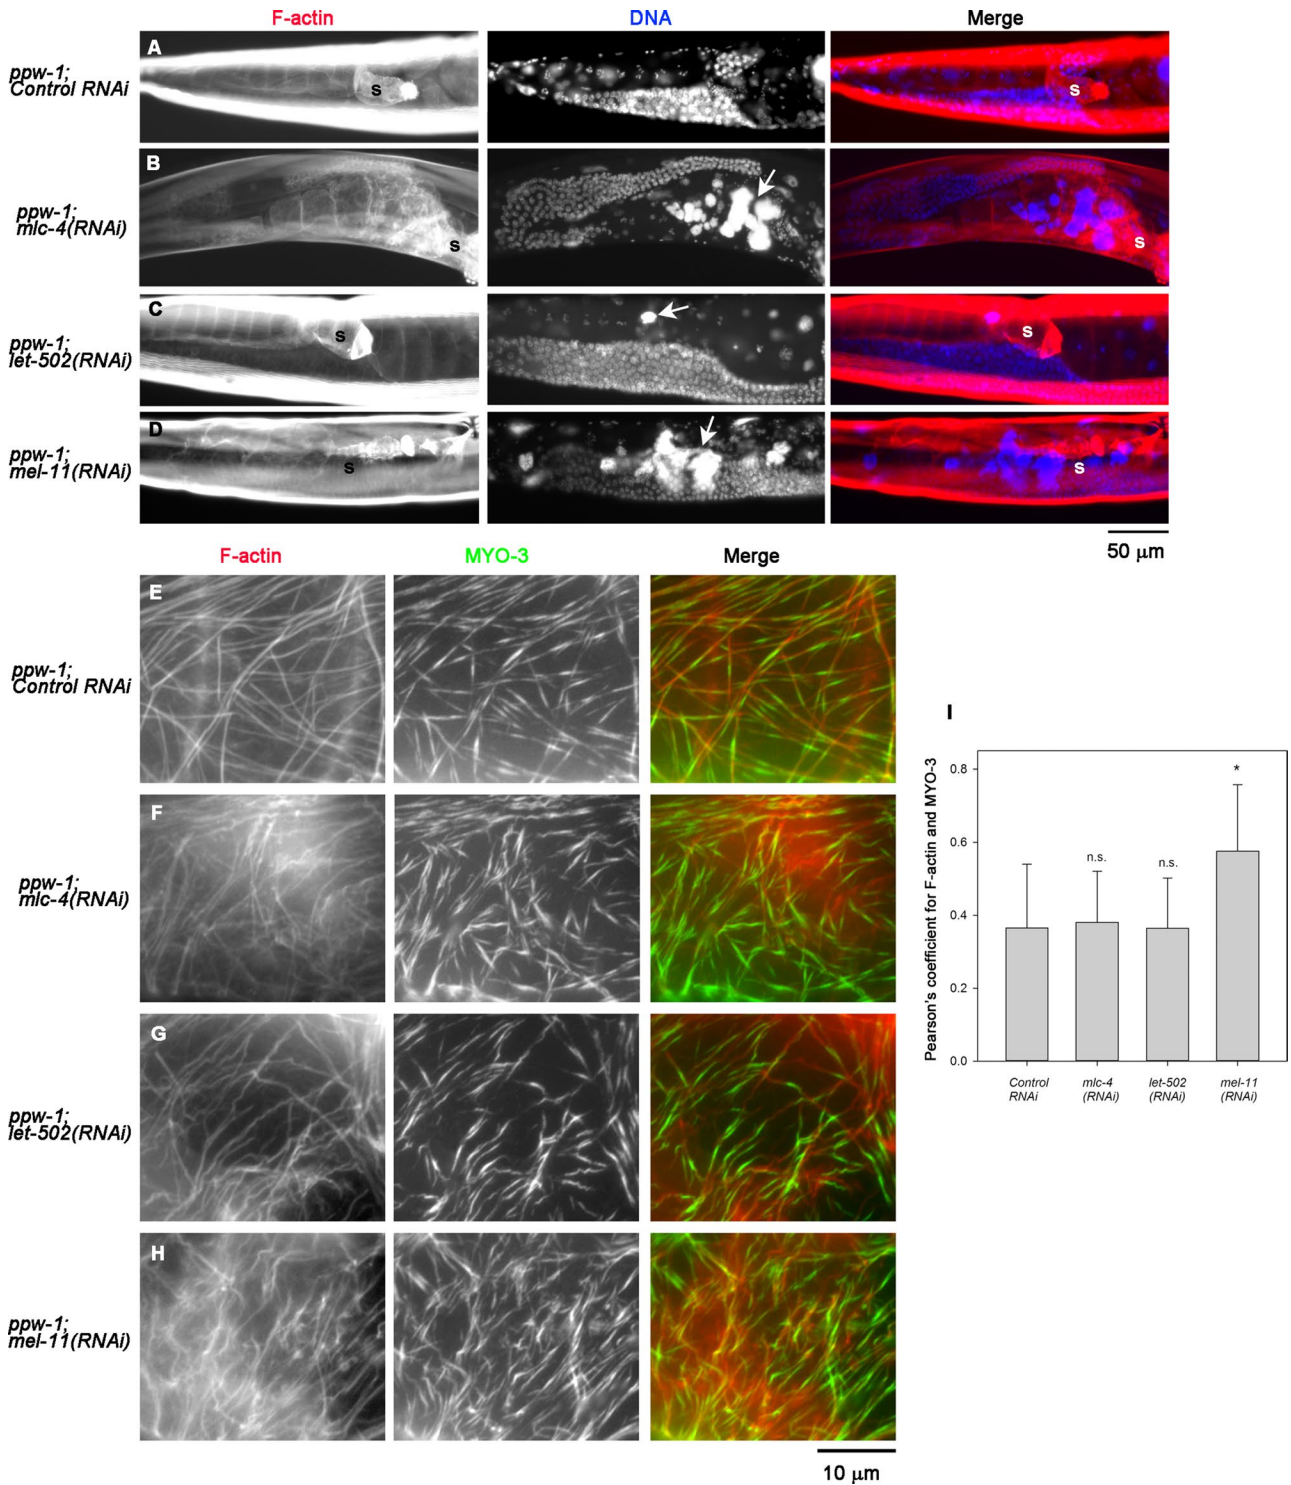 F-actin DNA Merge
A
ppw-1;
Control RNAi
s s
B
ppw-1;
mlc-4(RNAi)
s s
C
ppw-1;
let-502(RNAi)
s s
D
ppw-1;
mel-11(RNAi)
s s
50 μm
F-actin MYO-3 Merge
E
ppw-1;
Control RNAi
F
ppw-1;
mlc-4(RNAi)
G
ppw-1;
let-502(RNAi)
H
ppw-1;
mel-11(RNAi)
10 μm
I
Pearson's coefficient for F-actin and MYO-3
0.8
0.6
0.4
0.2
0.0
n.s.
n.s.
*
Control
RNAi
mlc-4
(RNAi)
let-502
(RNAi)
mel-11
(RNAi)